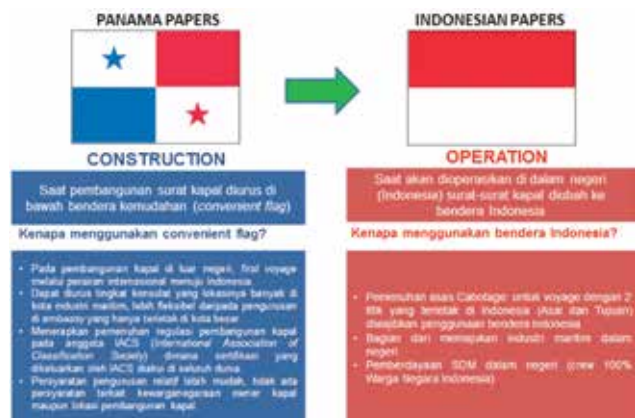 PANAMA PAPERS
CONSTRUCTION
Saat pembangunan surat kapal diurus di
bawah bendera kemudahan (convenient flag)
Kenapa menggunakan convenient flag?
• Pada pembangunan kapal di luar negeri, first voyage
melalui perairan internasional menuju Indonesia
• Dapat diurus tingkat konsulat yang lokasinya banyak di
kota industri maritim, lebih fleksibel daripada pengurusan
di embassy yang hanya terletak di kota besar
• Menerapkan pemenuhan regulasi pembangunan kapal
pada anggota IACS (International Association of
Classification Society) dimana sertifikasi yang
dikeluarkan oleh IACS diakui di seluruh dunia
• Persyaratan pengurusan relatif lebih mudah, tidak ada
persyaratan terkait kewarganegaraan owner kapal
maupun lokasi pembangunan kapal
INDONESIAN PAPERS
OPERATION
Saat akan dioperasikan di dalam negeri
(Indonesia) surat-surat kapal diubah ke
bendera Indonesia
Kenapa menggunakan bendera Indonesia?
• Pemenuhan asas Cabotage: untuk voyage dengan 2
titik yang terletak di Indonesia (Asal dan Tujuan)
diwajibkan penggunaan bendera Indonesia
• Bagian dari memajukan industri maritim dalam
negeri
• Pemberdayaan SDM dalam negeri (crew 100%
Warga Negara Indonesia)